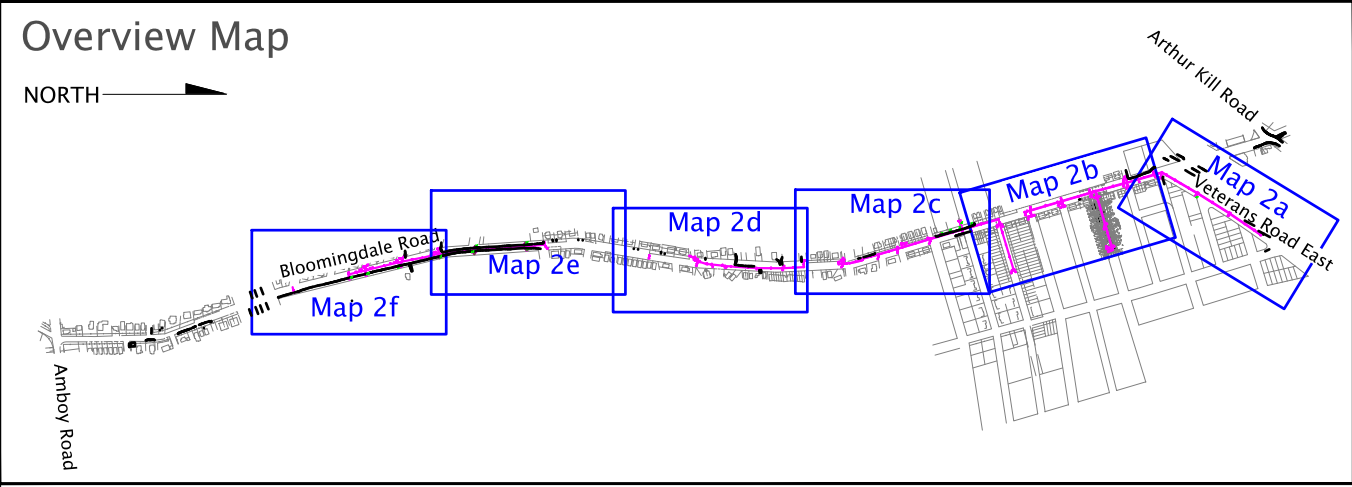 Overview Map
NORTH
Arthur Kill Road
Map 2a
Veterans Road East
Map 2b
Map 2c
Map 2d
Map 2e
Bloomingdale Road
Map 2f
Amboy Road